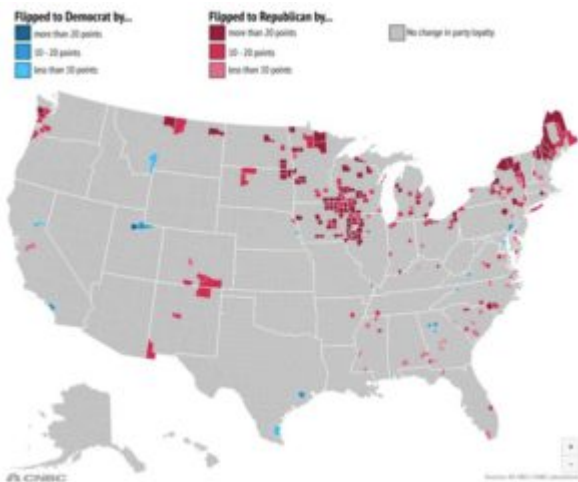 Flipped to Democrat by...
more than 20 points
10 - 20 points
less than 10 points
Flipped to Republican by...
more than 20 points
10 - 20 points
less than 10 points
No change in party loyalty
+
-
CNBC